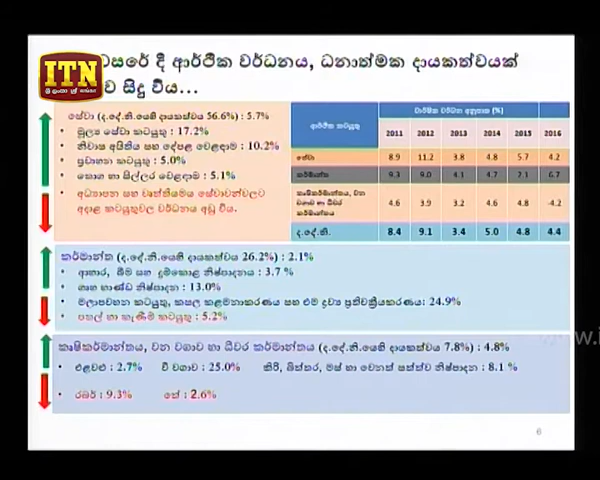 ITN
වසරේ දී ආර්ථික වර්ධනය, ධනාත්මක දායකත්වයක්
ව සිදු විය...
සේවා (ද.දේ.නි.යෙහි දායකත්වය 56.6%) : 5.7%
• මූල්‍ය සේවා කටයුතු : 17.2%
• නිවාස අයිතිය සහ දේපළ වෙළඳාම : 10.2%
• ප්‍රවාහන කටයුතු : 5.0%
• තොග හා සිල්ලර වෙළඳාම : 5.1%
• අධ්‍යාපන සහ වෘත්තීයමය සේවාවන්වලට
අදාළ කටයුතුවල වර්ධනය අඩු විය.
ආර්ථික කටයුතු වාර්ෂික වර්ධන අනුපාත (%)
2011 2012 2013 2014 2015 2016
සේවා 8.9 11.2 3.8 4.8 5.7 4.2
කර්මාන්ත 9.3 9.0 4.1 4.7 2.1 6.7
කෘෂිකර්මාන්ත, වන
වගාව හා ධීවර
කර්මාන්තය 4.6 3.9 3.2 4.6 4.8 -4.2
ද.දේ.නි. 8.4 9.1 3.4 5.0 4.8 4.4
කර්මාන්ත (ද.දේ.නි.යෙහි දායකත්වය 26.2%) : 2.1%
• ආහාර, බීම සහ දුම්කොළ නිෂ්පාදනය : 3.7 %
• ගෘහ භාණ්ඩ නිෂ්පාදනය : 13.0%
• මලාපවහන කටයුතු, කසල කළමනාකරණය සහ එම ද්‍රව්‍ය ප්‍රතිචක්‍රීයකරණය: 24.9%
• පතල් හා කැණීම් කටයුතු : 5.2%
කෘෂිකර්මාන්තය, වන වගාව හා ධීවර කර්මාන්තය (ද.දේ.නි.යෙහි දායකත්වය 7.8%) : 4.8%
• එළවළු : 2.7% වී වගාව : 25.0% කිරි, බිත්තර, මස් හා වෙනත් සත්ත්ව නිෂ්පාදන : 8.1 %
• රබර් : 9.3% තේ : 2.6%
6